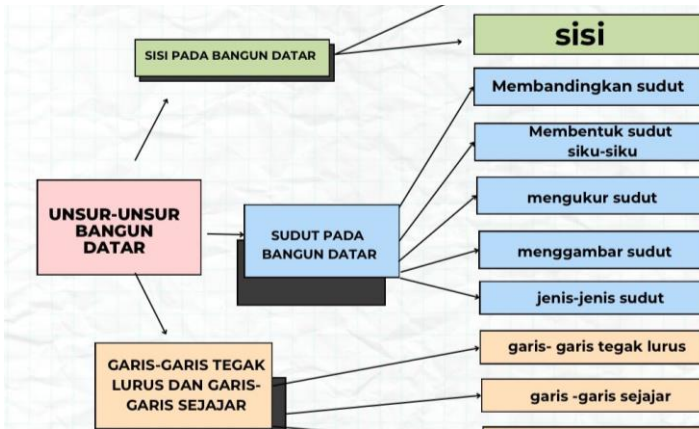 SISI PADA BANGUN DATAR
sisi
Membandingkan sudut
Membentuk sudut
siku-siku
mengukur sudut
UNSUR-UNSUR
BANGUN
DATAR
SUDUT PADA
BANGUN DATAR
menggambar sudut
jenis-jenis sudut
GARIS-GARIS TEGAK
LURUS DAN GARIS-
GARIS SEJAJAR
garis- garis tegak lurus
garis -garis sejajar